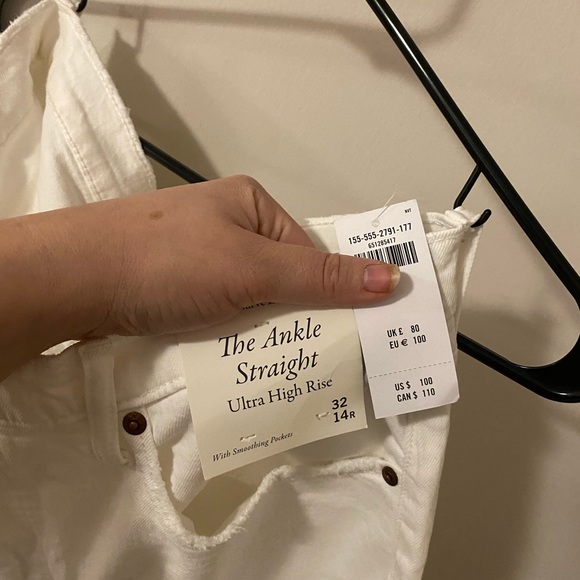 155-555-2791-177
651285417
UK £ 80
EU € 100
US $ 100
CAN $ 110
The Ankle
Straight
Ultra High Rise
32
14R
With Smoothing Pockets